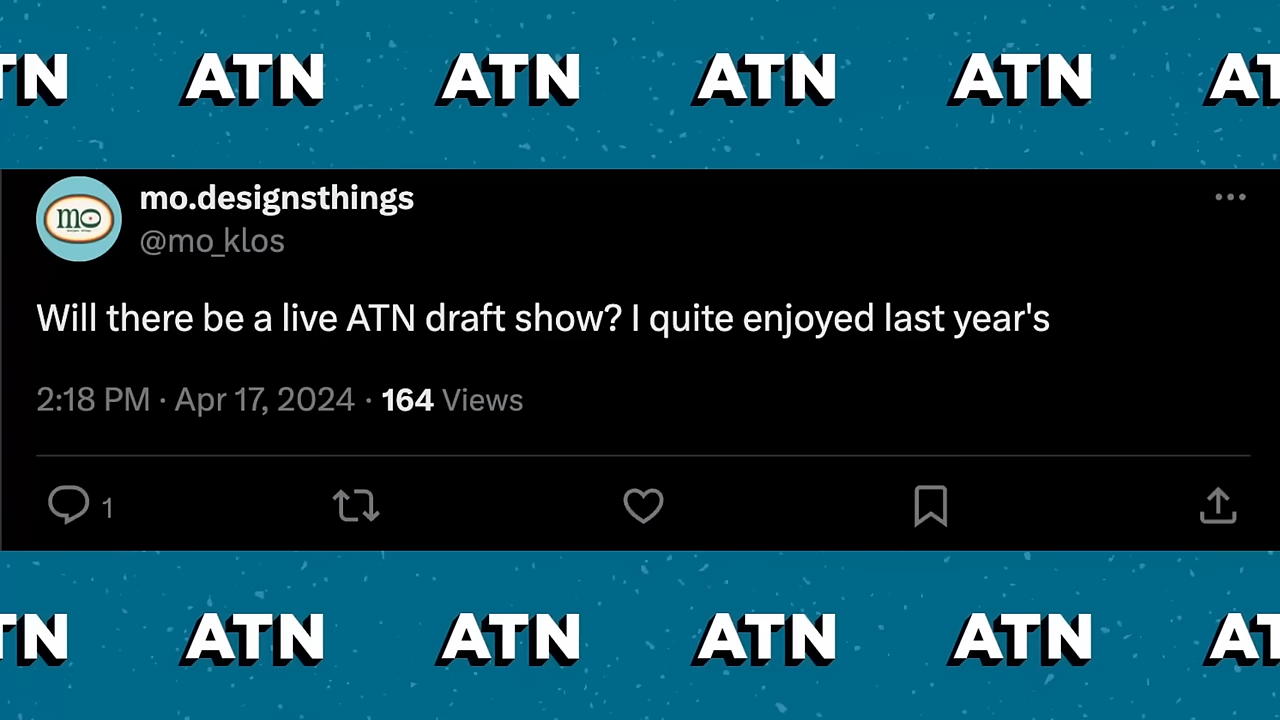 TN ATN ATN ATN ATN AT
mo
mo.designsthings
@mo_klos
Will there be a live ATN draft show? I quite enjoyed last year's
2:18 PM · Apr 17, 2024 · 164 Views
1
TN ATN ATN ATN ATN AT